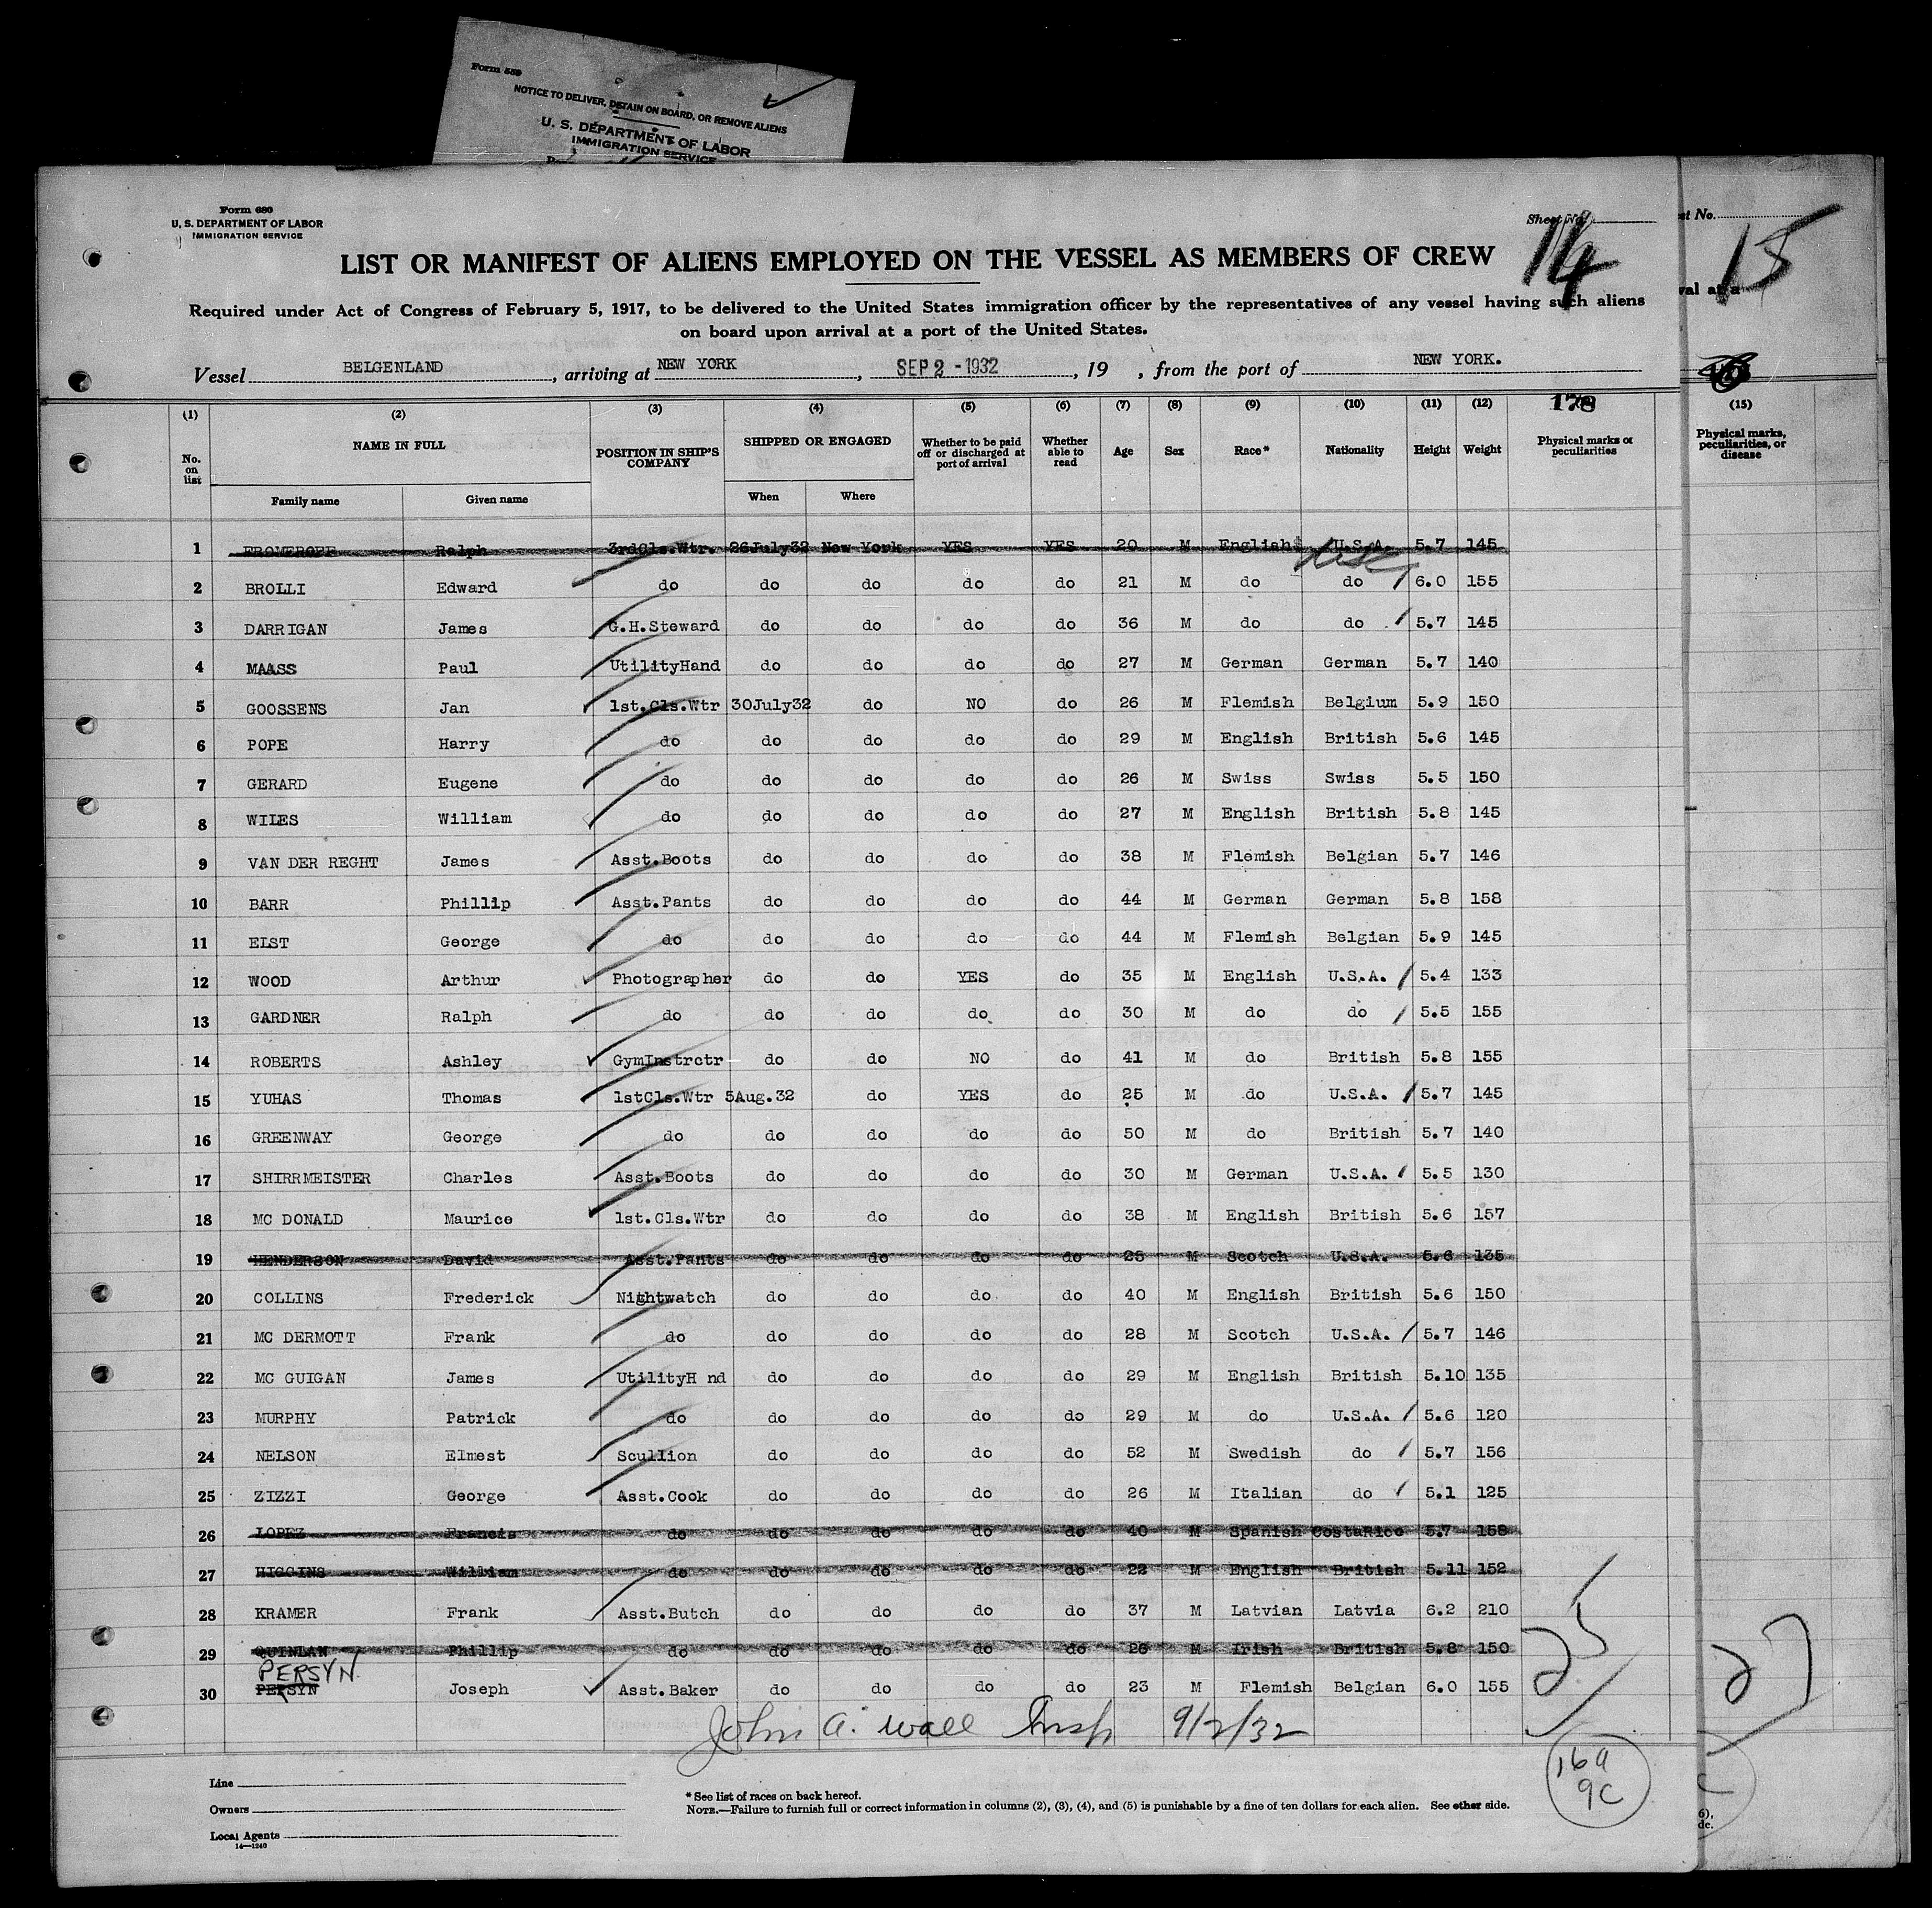 Form 689
NOTICE TO DELIVER, DETAIN ON BOARD, OR REMOVE ALIENS
U. S. DEPARTMENT OF LABOR
IMMIGRATION SERVICE
Form 680
U. S. DEPARTMENT OF LABOR
IMMIGRATION SERVICE
Sheet No.
14
LIST OR MANIFEST OF ALIENS EMPLOYED ON THE VESSEL AS MEMBERS OF CREW
Required under Act of Congress of February 5, 1917, to be delivered to the United States immigration officer by the representatives of any vessel having such aliens
on board upon arrival at a port of the United States.
Vessel BELGENLAND, arriving at NEW YORK, SEP 2 - 1932, 19 , from the port of NEW YORK.
178
(1) (2) (3) (4) (5) (6) (7) (8) (9) (10) (11) (12)
No. on list NAME IN FULL POSITION IN SHIP'S COMPANY SHIPPED OR ENGAGED Whether to be paid off or discharged at port of arrival Whether able to read Age Sex Race* Nationality Height Weight Physical marks or peculiarities
Family name Given name When Where
1 Ralph 3rdCls.Wtr. 26July32 New York YES YES 20 M English U.S.A. 5.7 145
2 BROLLI Edward do do do do do 21 M do do 6.0 155
3 DARRIGAN James G.H.Steward do do do do 36 M do do 5.7 145
4 MAASS Paul UtilityHand do do do do 27 M German German 5.7 140
5 GOOSSENS Jan 1st.Cls.Wtr 30July32 do NO do 26 M Flemish Belgium 5.9 150
6 POPE Harry do do do do do 29 M English British 5.6 145
7 GERARD Eugene do do do do do 26 M Swiss Swiss 5.5 150
8 WILES William do do do do do 27 M English British 5.8 145
9 VAN DER REGHT James Asst.Boots do do do do 38 M Flemish Belgian 5.7 146
10 BARR Phillip Asst.Pants do do do do 44 M German German 5.8 158
11 ELST George do do do do do 44 M Flemish Belgian 5.9 145
12 WOOD Arthur Photographer do do YES do 35 M English U.S.A. 5.4 133
13 GARDNER Ralph do do do do do 30 M do do 5.5 155
14 ROBERTS Ashley GymInstrctr do do NO do 41 M do British 5.8 155
15 YUHAS Thomas 1stCls.Wtr 5Aug.32 do YES do 25 M do U.S.A. 5.7 145
16 GREENWAY George do do do do do 50 M do British 5.7 140
17 SHIRRMEISTER Charles Asst.Boots do do do do 30 M German U.S.A. 5.5 130
18 MC DONALD Maurice 1st.Cls.Wtr do do do do 38 M English British 5.6 157
19 HENDERSON David Asst.Pants do do do do 25 M Scotch U.S.A. 5.6 135
20 COLLINS Frederick Nightwatch do do do do 40 M English British 5.6 150
21 MC DERMOTT Frank do do do do do 28 M Scotch U.S.A. 5.7 146
22 MC GUIGAN James UtilityH nd do do do do 29 M English British 5.10 135
23 MURPHY Patrick do do do do do 29 M do U.S.A. 5.6 120
24 NELSON Elmest Scullion do do do do 52 M Swedish do 5.7 156
25 ZIZZI George Asst.Cook do do do do 26 M Italian do 5.1 125
26 LOPEZ Francis do do do do do 40 M Spanish CostaRico 5.7 158
27 HIGGINS William do do do do do 22 M English British 5.11 152
28 KRAMER Frank Asst.Butch do do do do 37 M Latvian Latvia 6.2 210
29 QUINLAN Phillip do do do do do 26 M Irish British 5.8 150
PERSYN
30 PERSYN Joseph Asst.Baker do do do do 23 M Flemish Belgian 6.0 155
25
John A. Wall Insp 9/2/32
16a
9c
Line
Owners
Local Agents
14—1240
* See list of races on back hereof.
NOTE.—Failure to furnish full or correct information in columns (2), (3), (4), and (5) is punishable by a fine of ten dollars for each alien. See other side.
et No.
15
val at a
(15)
Physical marks, peculiarities, or disease
27
6),
de.